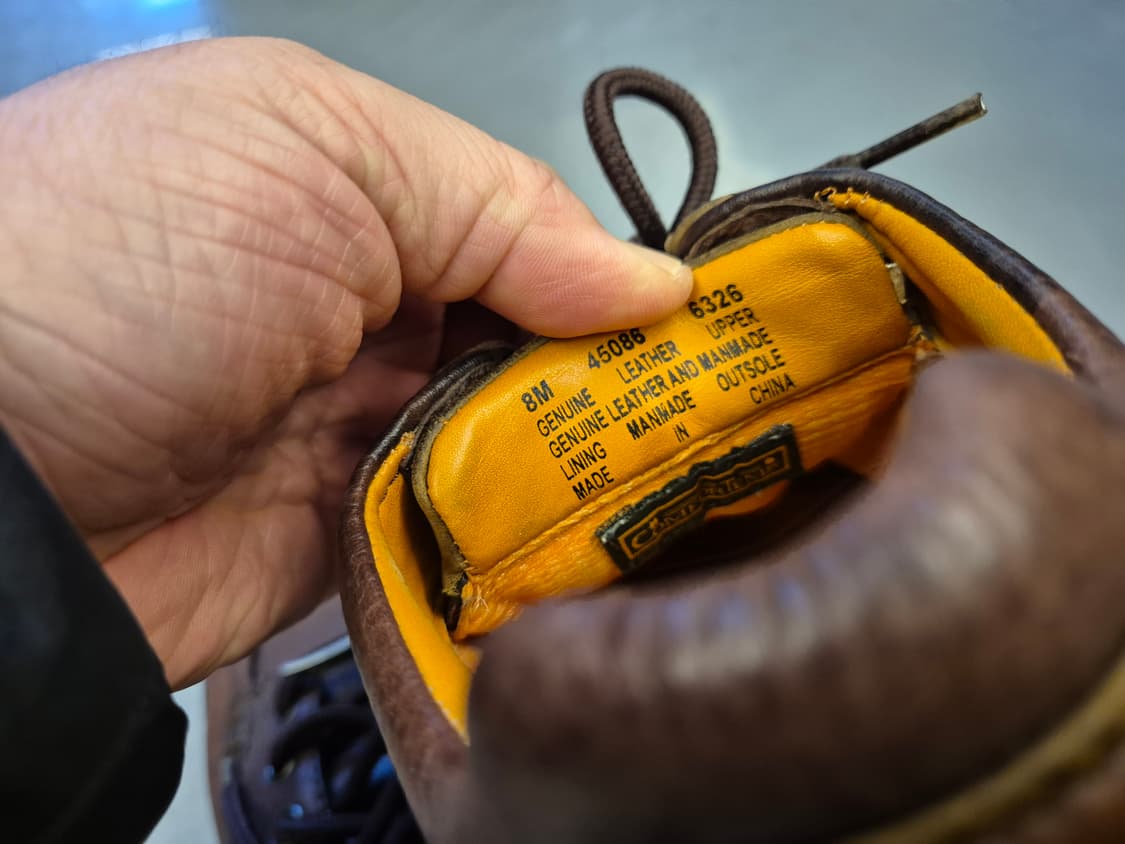 8M 45086 6326
GENUINE LEATHER UPPER
GENUINE LEATHER AND MANMADE
LINING MANMADE OUTSOLE
MADE IN CHINA